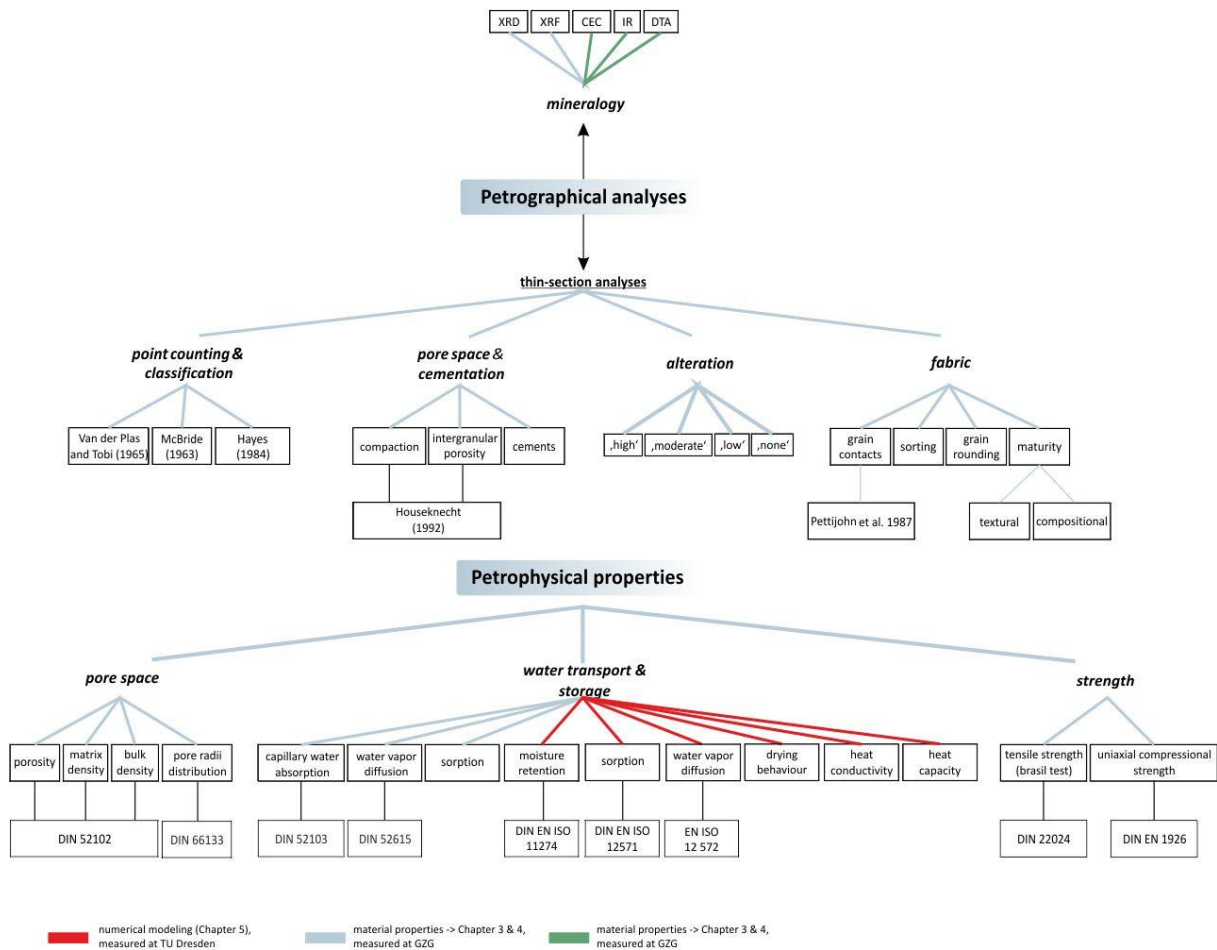 XRD XRF CEC IR DTA
mineralogy
Petrographical analyses
thin-section analyses
point counting &
classification
pore space &
cementation
alteration
fabric
Van der Plas
and Tobi (1965)
McBride
(1963)
Hayes
(1984)
compaction
intergranular
porosity
cements
‚high‘
‚moderate‘
‚low‘
‚none‘
grain
contacts
sorting
grain
rounding
maturity
Houseknecht
(1992)
Pettijohn et al. 1987
textural
compositional
Petrophysical properties
pore space
water transport &
storage
strength
porosity
matrix
density
bulk
density
pore radii
distribution
capillary water
absorption
water vapor
diffusion
sorption
moisture
retention
sorption
water vapor
diffusion
drying
behaviour
heat
conductivity
heat
capacity
tensile strength
(brasil test)
uniaxial compressional
strength
DIN 52102
DIN 66133
DIN 52103
DIN 52615
DIN EN ISO
11274
DIN EN ISO
12571
EN ISO
12 572
DIN 22024
DIN EN 1926
numerical modeling (Chapter 5),
measured at TU Dresden
material properties -> Chapter 3 & 4,
measured at GZG
material properties -> Chapter 3 & 4,
measured at GZG